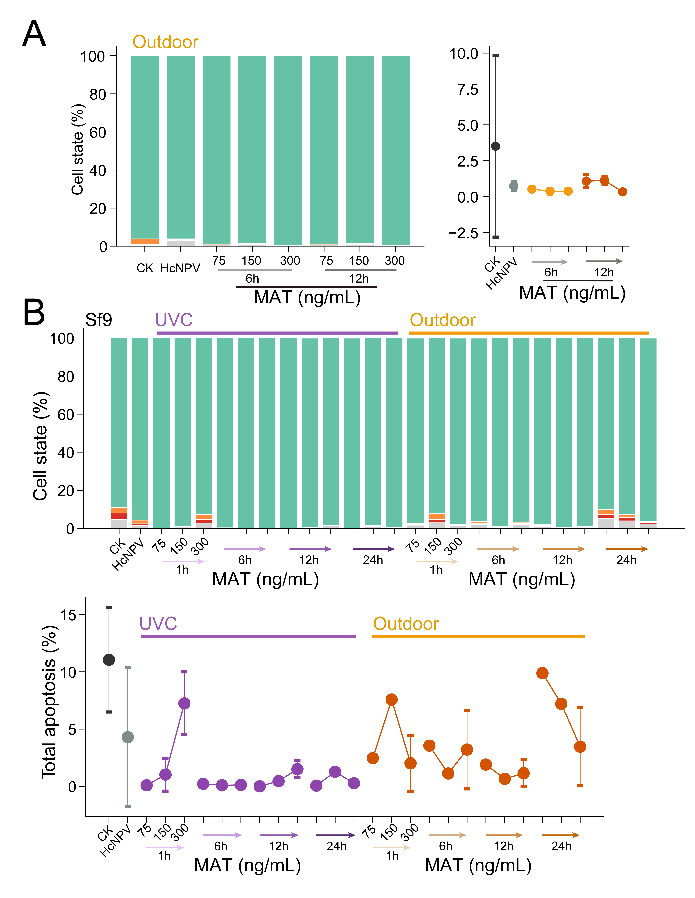 A
Outdoor
Cell state (%)
100
80
60
40
20
0
CK HcNPV 75 150 300 75 150 300
6h 12h
MAT (ng/mL)
10.0
7.5
5.0
2.5
0.0
−2.5
CK HcNPV
6h 12h
MAT (ng/mL)
B
Sf9 UVC Outdoor
Cell state (%)
100
80
60
40
20
0
CK HcNPV 75 150 300 75 150 300
1h 6h 12h 24h 1h 6h 12h 24h
MAT (ng/mL) MAT (ng/mL)
Total apoptosis (%)
UVC Outdoor
15
10
5
0
CK HcNPV 75 150 300 75 150 300
1h 6h 12h 24h 1h 6h 12h 24h
MAT (ng/mL) MAT (ng/mL)